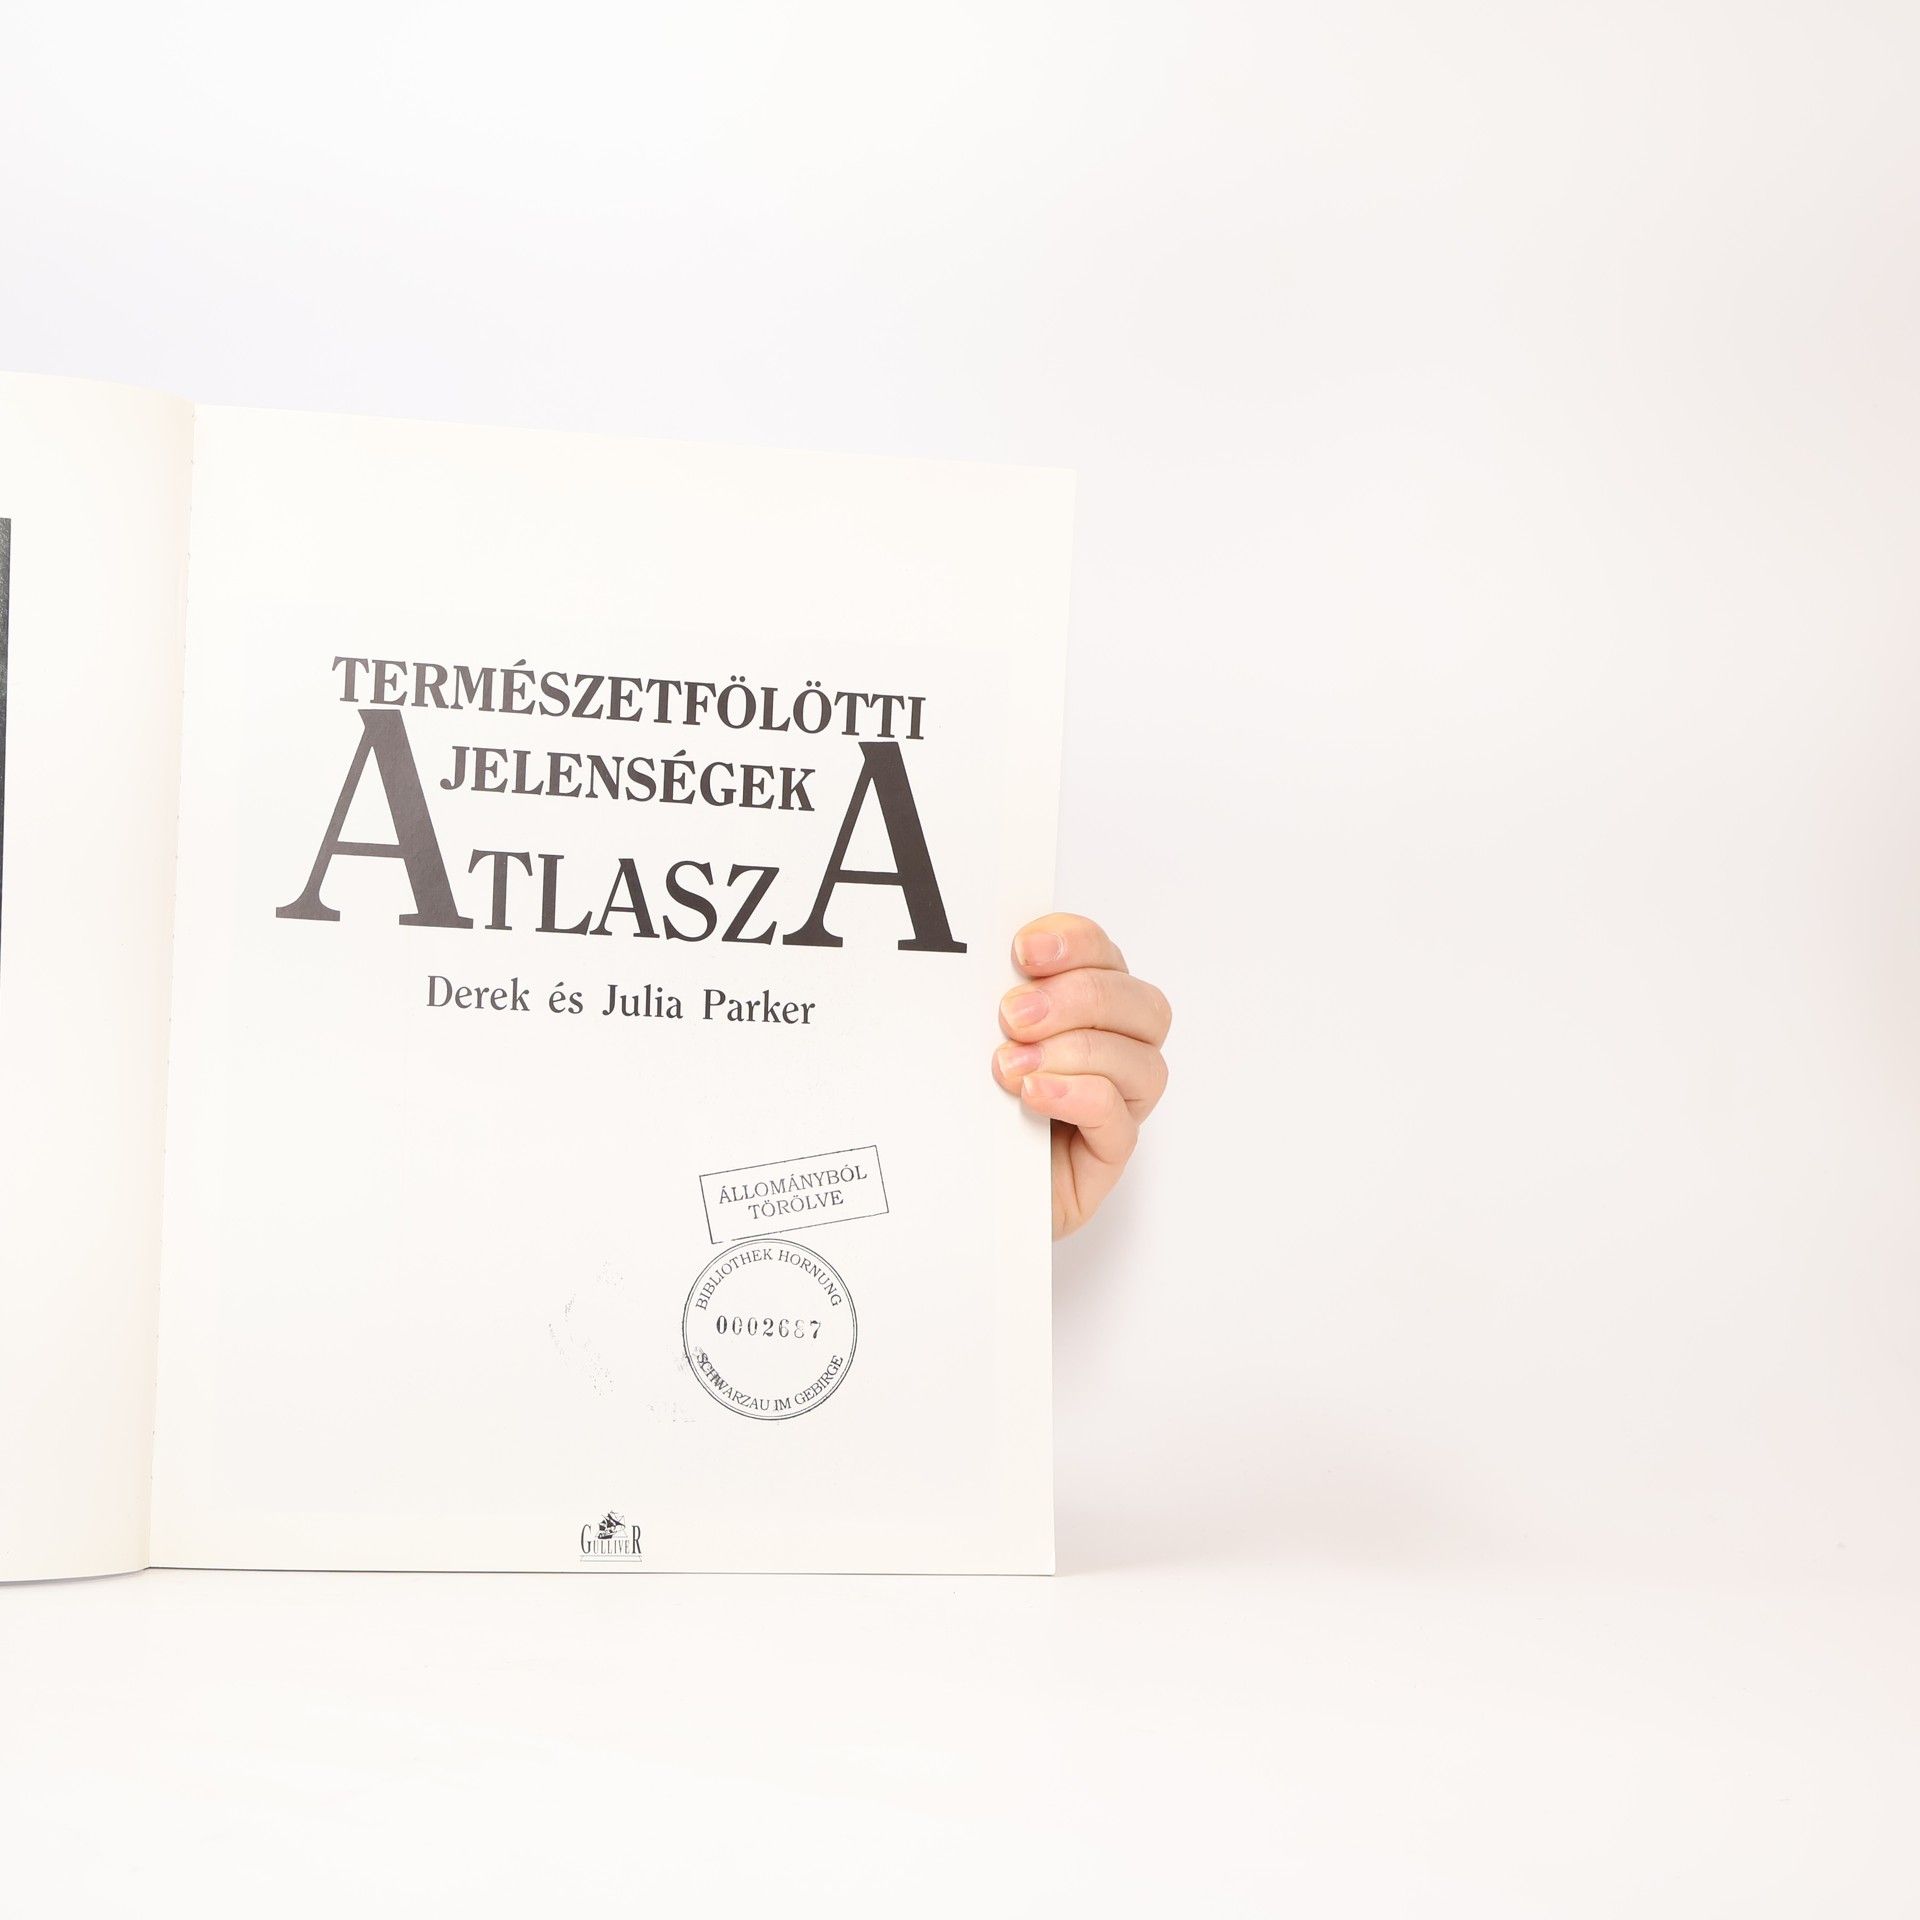 TERMÉSZETFÖLÖTTI
JELENSÉGEK
ATLASZA
Derek és Julia Parker
ÁLLOMÁNYBÓL
TÖRÖLVE
BIBLIOTHEK HORNUNG
0002687
SCHWARZAU IM GEBIRGE
GULLIVER